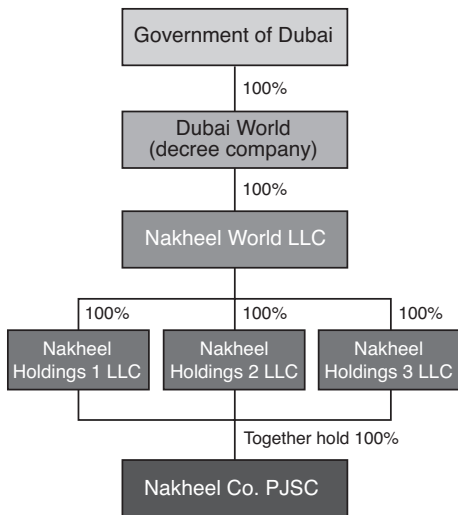 Government of Dubai
100%
Dubai World
(decree company)
100%
Nakheel World LLC
100%
100%
100%
Nakheel
Holdings 1 LLC
Nakheel
Holdings 2 LLC
Nakheel
Holdings 3 LLC
Together hold 100%
Nakheel Co. PJSC